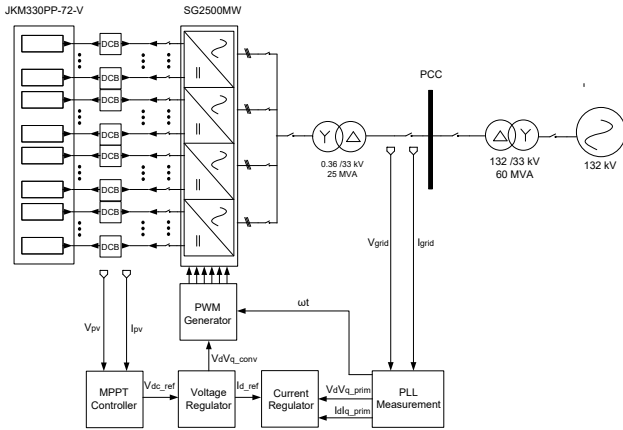 JKM330PP-72-V
SG2500MW
DCB
DCB
DCB
DCB
DCB
DCB
DCB
DCB
PCC
0.36 /33 kV
25 MVA
132 /33 kV
60 MVA
132 kV
Vgrid
Igrid
Vpv
Ipv
PWM
Generator
ωt
VdVq_conv
MPPT
Controller
Vdc_ref
Voltage
Regulator
Id_ref
Current
Regulator
VdVq_prim
IdIq_prim
PLL
Measurement